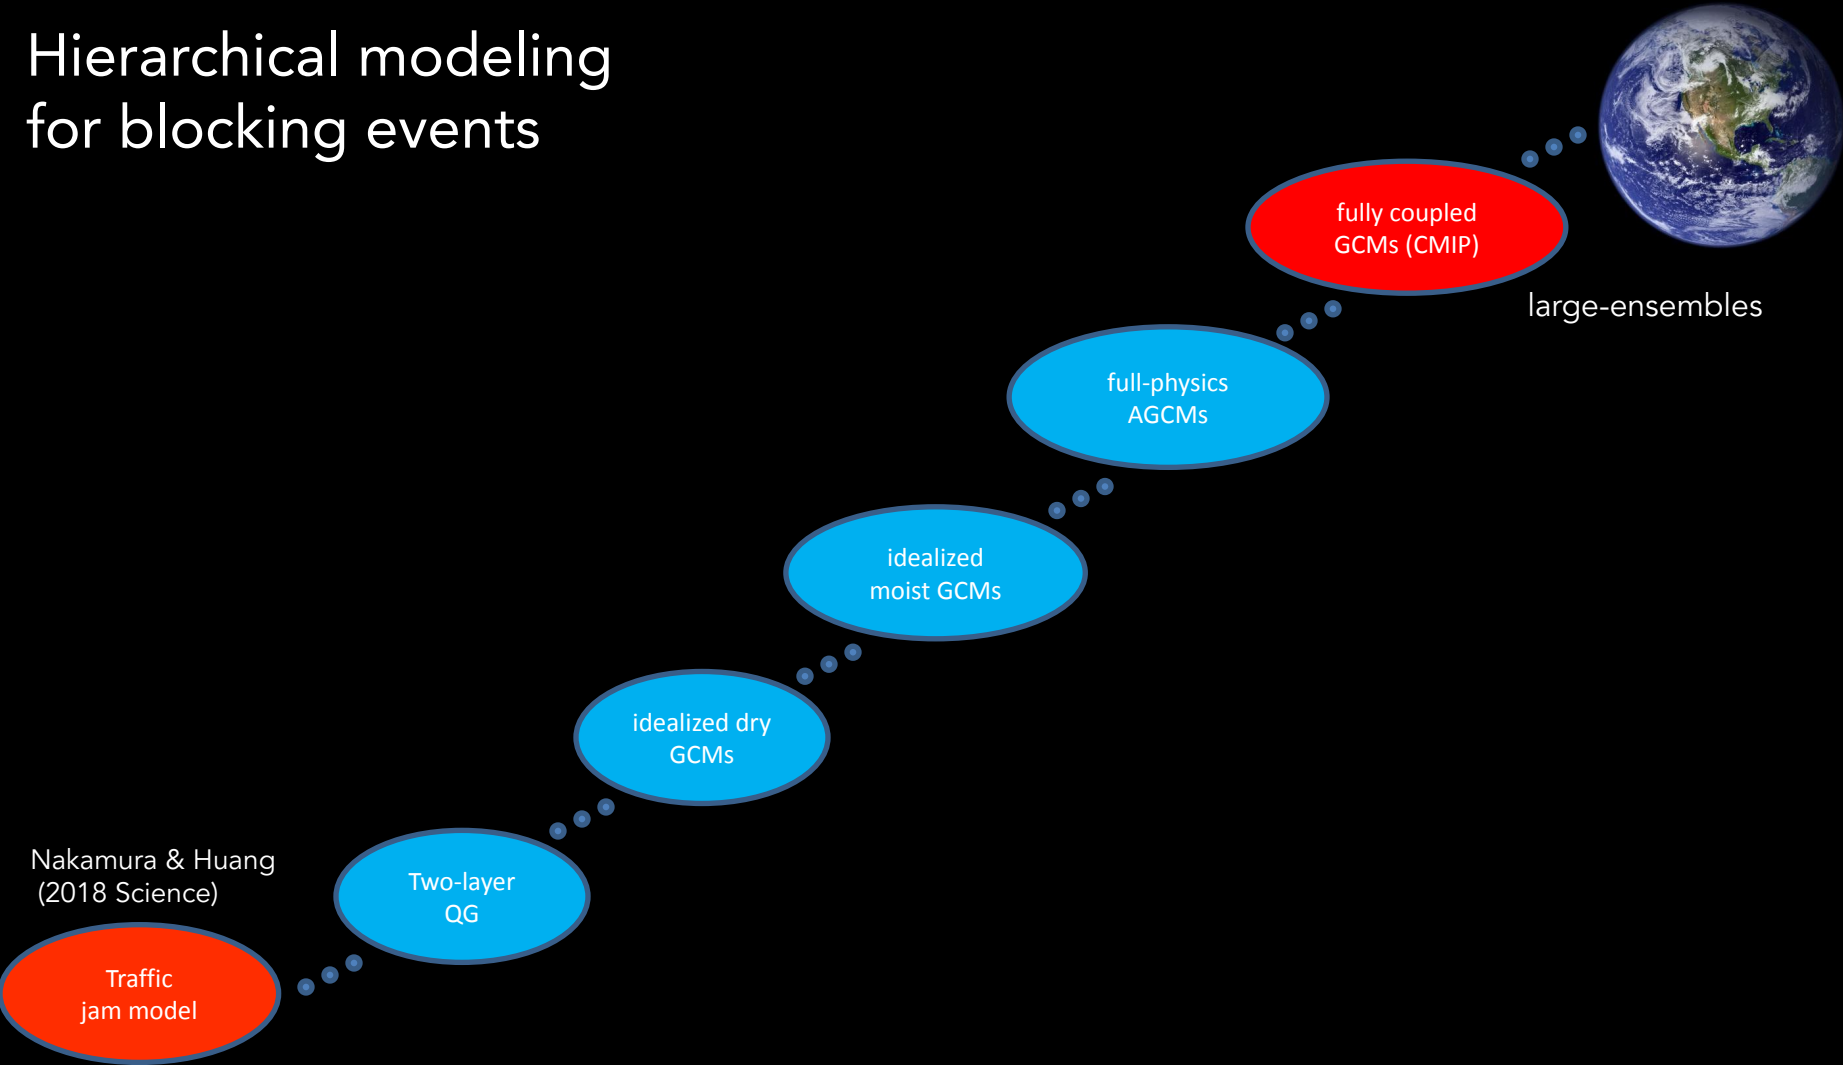 Hierarchical modeling
for blocking events
fully coupled
GCMs (CMIP)
large-ensembles
full-physics
AGCMs
idealized
moist GCMs
idealized dry
GCMs
Nakamura & Huang
(2018 Science)
Two-layer
QG
Traffic
jam model